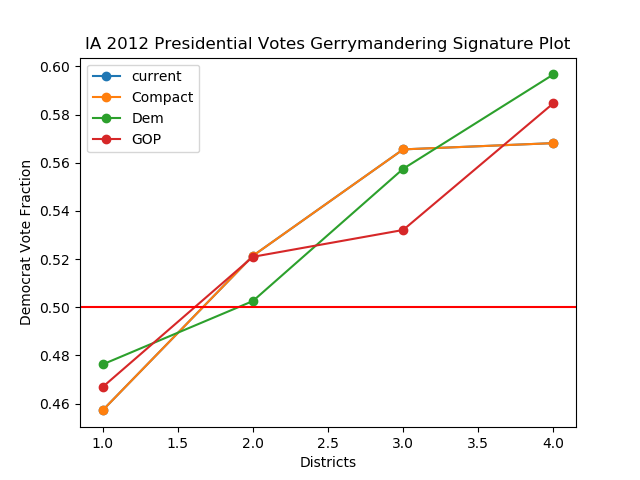 IA 2012 Presidential Votes Gerrymandering Signature Plot
current
Compact
Dem
GOP
Democrat Vote Fraction
0.60
0.58
0.56
0.54
0.52
0.50
0.48
0.46
1.0 1.5 2.0 2.5 3.0 3.5 4.0
Districts